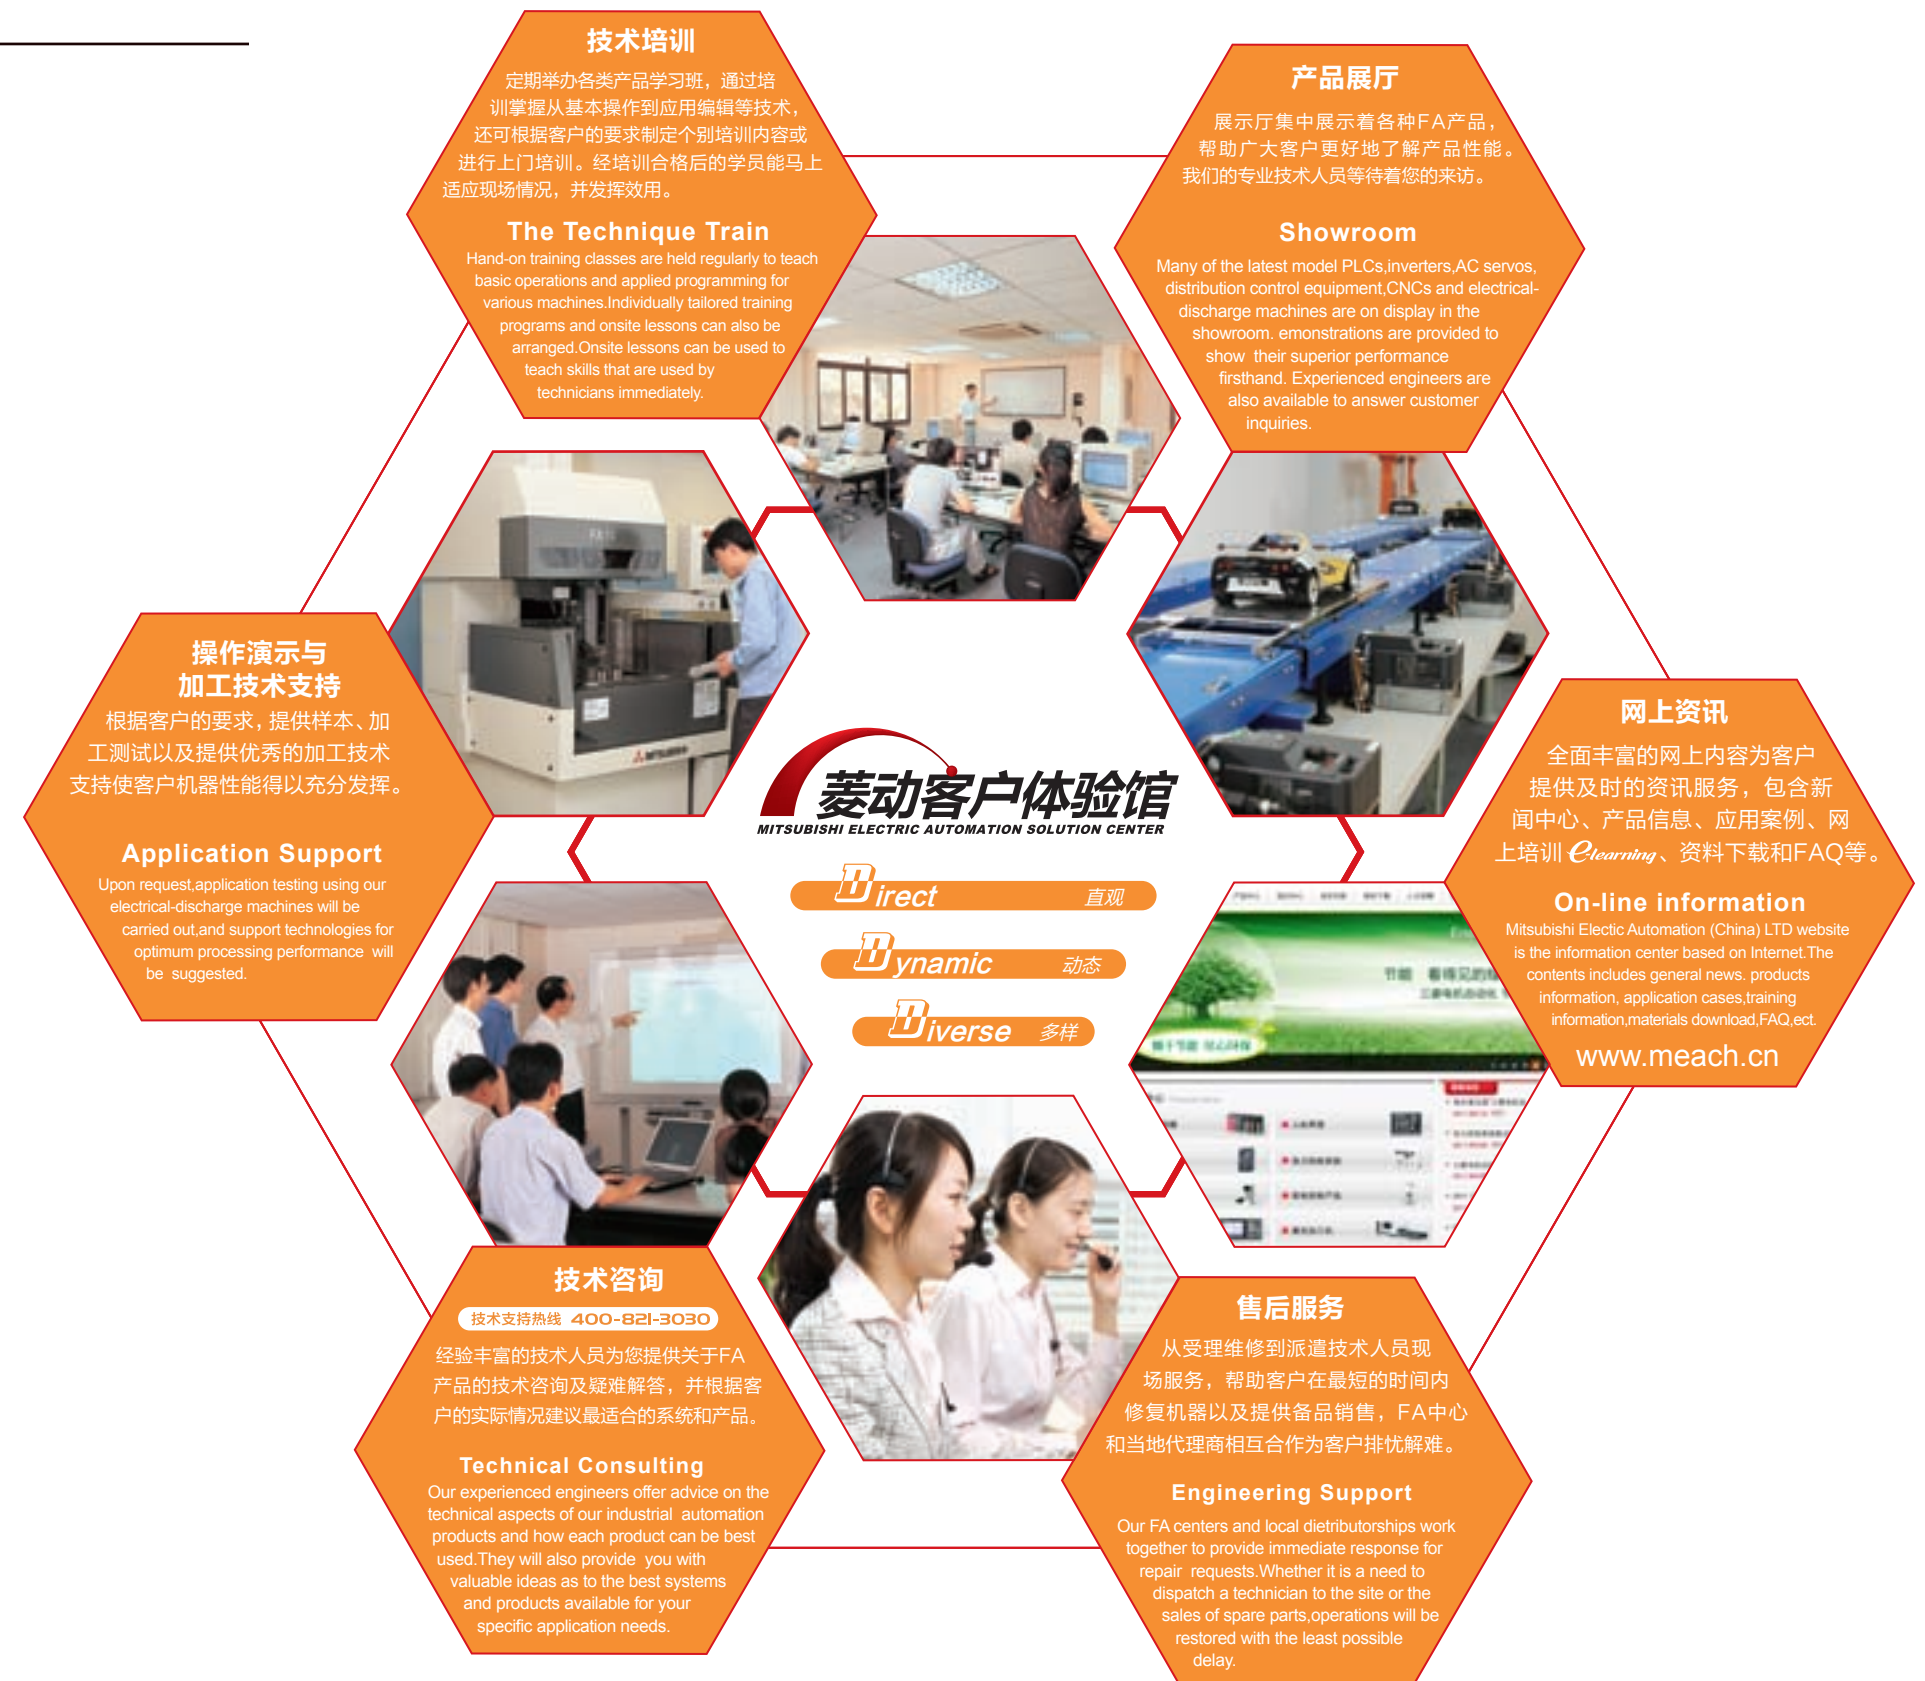 技术培训
定期举办各类产品学习班，通过培
训掌握从基本操作到应用编辑等技术，
还可根据客户的要求制定个别培训内容或
进行上门培训。经培训合格后的学员能马上
适应现场情况，并发挥效用。
The Technique Train
Hand-on training classes are held regularly to teach
basic operations and applied programming for
various machines.Individually tailored training
programs and onsite lessons can also be
arranged.Onsite lessons can be used to
teach skills that are used by
technicians immediately.
产品展厅
展示厅集中展示着各种FA产品，
帮助广大客户更好地了解产品性能。
我们的专业技术人员等待着您的来访。
Showroom
Many of the latest model PLCs,inverters,AC servos,
distribution control equipment,CNCs and electrical-
discharge machines are on display in the
showroom. emonstrations are provided to
show their superior performance
firsthand. Experienced engineers are
also available to answer customer
inquiries.
操作演示与
加工技术支持
根据客户的要求，提供样本、加
工测试以及提供优秀的加工技术
支持使客户机器性能得以充分发挥。
Application Support
Upon request,application testing using our
electrical-discharge machines will be
carried out,and support technologies for
optimum processing performance will
be suggested.
MITSUBISHI
菱动客户体验馆
MITSUBISHI ELECTRIC AUTOMATION SOLUTION CENTER
Direct 直观
Dynamic 动态
Diverse 多样
网上资讯
全面丰富的网上内容为客户
提供及时的资讯服务，包含新
闻中心、产品信息、应用案例、网
上培训e-learning、资料下载和FAQ等。
On-line information
Mitsubishi Electic Automation (China) LTD website
is the information center based on Internet.The
contents includes general news. products
information, application cases,training
information,materials download,FAQ,ect.
www.meach.cn
节能 看得见的
技术咨询
技术支持热线 400-821-3030
经验丰富的技术人员为您提供关于FA
产品的技术咨询及疑难解答，并根据客
户的实际情况建议最适合的系统和产品。
Technical Consulting
Our experienced engineers offer advice on the
technical aspects of our industrial automation
products and how each product can be best
used.They will also provide you with
valuable ideas as to the best systems
and products available for your
specific application needs.
售后服务
从受理维修到派遣技术人员现
场服务，帮助客户在最短的时间内
修复机器以及提供备品销售，FA中心
和当地代理商相互合作为客户排忧解难。
Engineering Support
Our FA centers and local dietributorships work
together to provide immediate response for
repair requests.Whether it is a need to
dispatch a technician to the site or the
sales of spare parts,operations will be
restored with the least possible
delay.